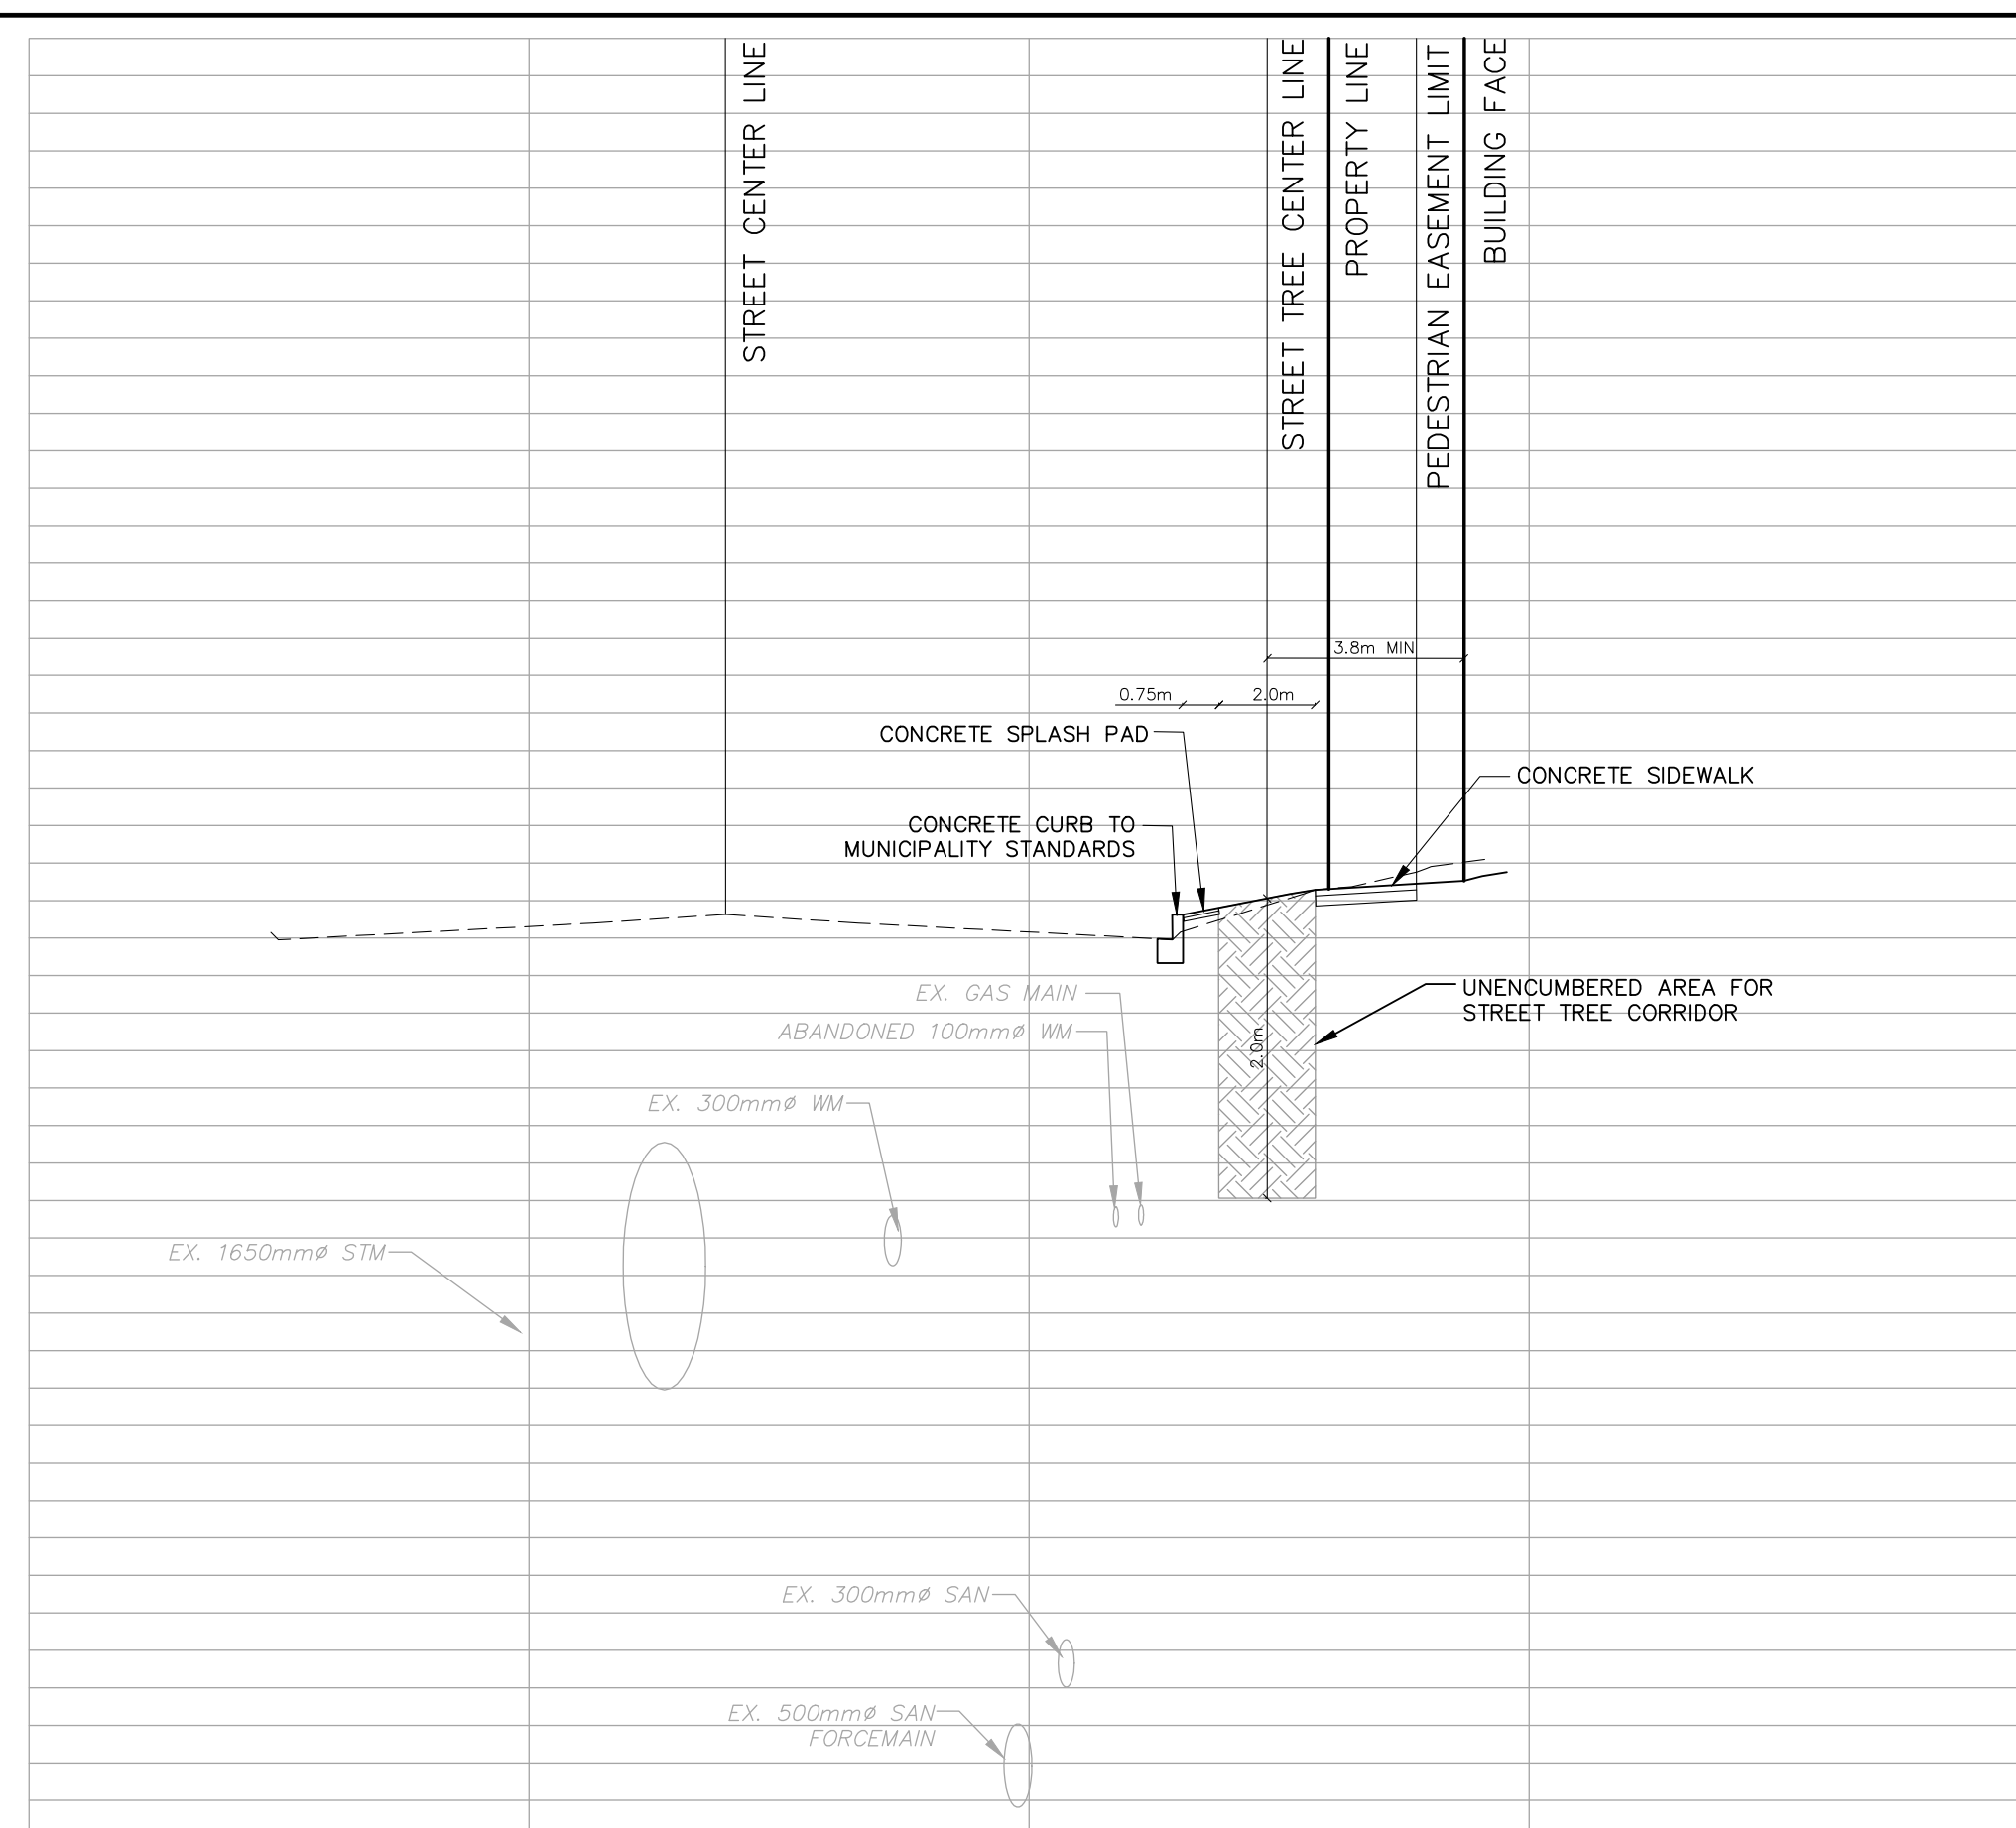 STREET CENTER LINE
STREET TREE CENTER LINE
PROPERTY LINE
PEDESTRIAN EASEMENT LIMIT
BUILDING FACE
3.8m MIN
0.75m
2.0m
CONCRETE SPLASH PAD
CONCRETE SIDEWALK
CONCRETE CURB TO
MUNICIPALITY STANDARDS
EX. GAS MAIN
UNENCUMBERED AREA FOR
STREET TREE CORRIDOR
ABANDONED 100mmø WM
2.0m
EX. 300mmø WM
EX. 1650mmø STM
EX. 300mmø SAN
EX. 500mmø SAN
FORCEMAIN